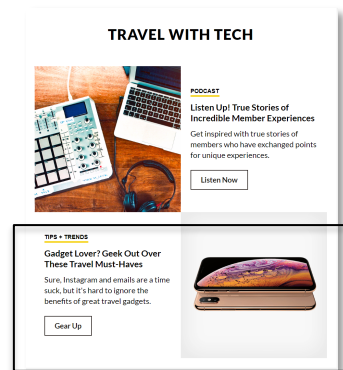 TRAVEL WITH TECH
PODCAST
Listen Up! True Stories of
Incredible Member Experiences
Get inspired with true stories of
members who have exchanged points
for unique experiences.
Listen Now
TIPS + TRENDS
Gadget Lover? Geek Out Over
These Travel Must-Haves
Sure, Instagram and emails are a time
suck, but it's hard to ignore the
benefits of great travel gadgets.
Gear Up